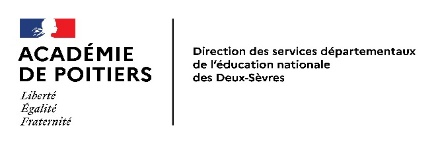 ACADÉMIE
DE POITIERS
Liberté
Égalité
Fraternité
Direction des services départementaux
de l'éducation nationale
des Deux-Sèvres